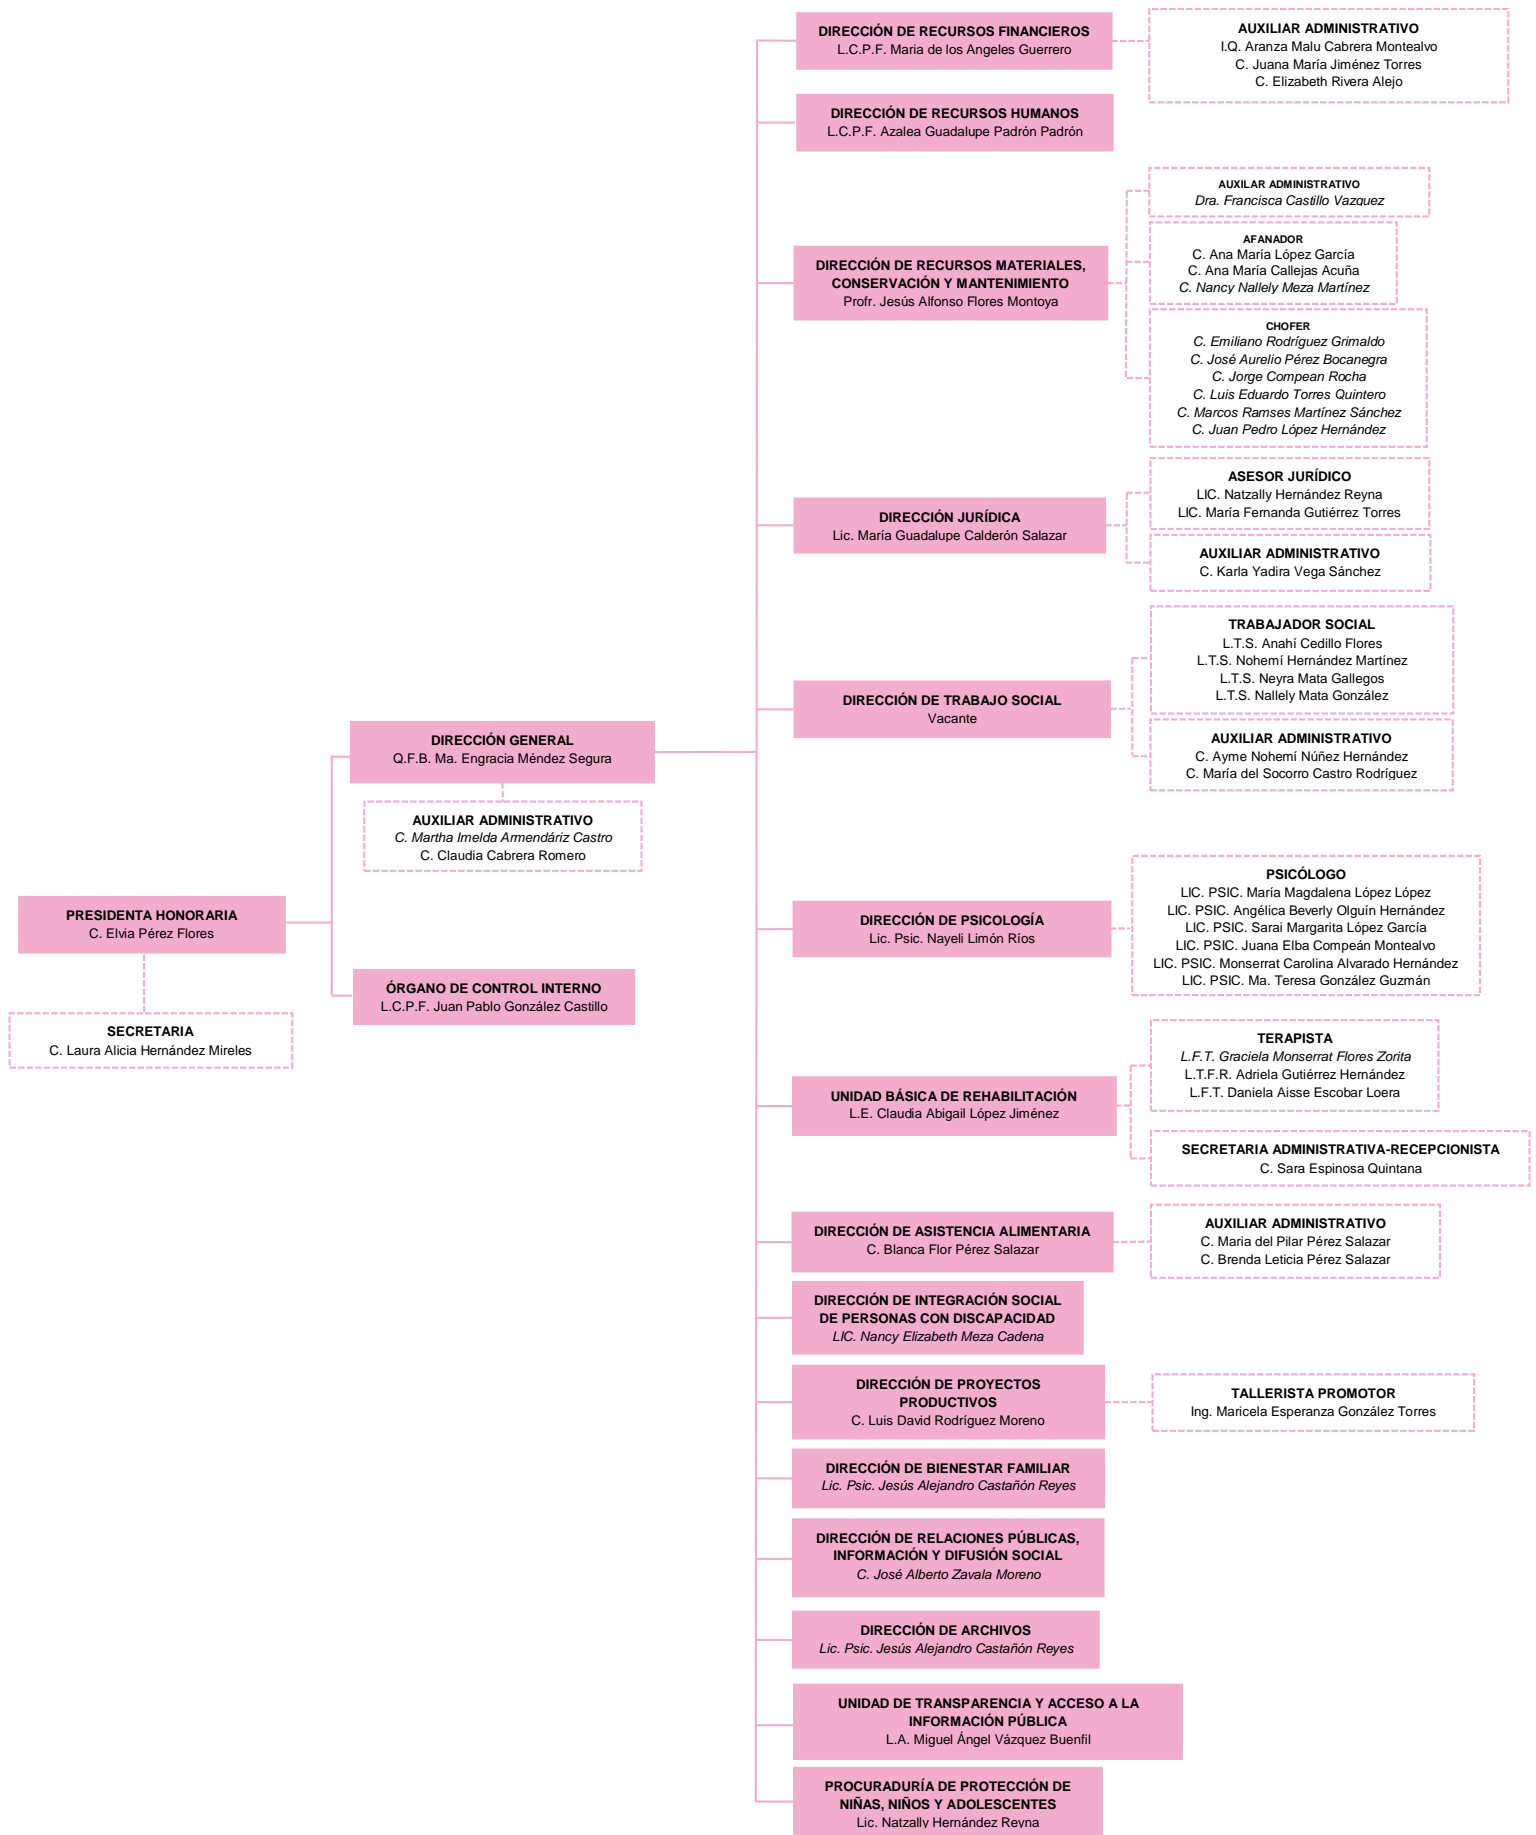 PRESIDENTA HONORARIA
C. Elvia Pérez Flores
SECRETARIA
C. Laura Alicia Hernández Mireles
DIRECCIÓN GENERAL
Q.F.B. Ma. Engracia Méndez Segura
AUXILIAR ADMINISTRATIVO
C. Martha Imelda Armendáriz Castro
C. Claudia Cabrera Romero
ÓRGANO DE CONTROL INTERNO
L.C.P.F. Juan Pablo González Castillo
DIRECCIÓN DE RECURSOS FINANCIEROS
L.C.P.F. Maria de los Angeles Guerrero
AUXILIAR ADMINISTRATIVO
I.Q. Aranza Malu Cabrera Montealvo
C. Juana María Jiménez Torres
C. Elizabeth Rivera Alejo
DIRECCIÓN DE RECURSOS HUMANOS
L.C.P.F. Azalea Guadalupe Padrón Padrón
DIRECCIÓN DE RECURSOS MATERIALES,
CONSERVACIÓN Y MANTENIMIENTO
Profr. Jesús Alfonso Flores Montoya
AUXILAR ADMINISTRATIVO
Dra. Francisca Castillo Vazquez
AFANADOR
C. Ana María López García
C. Ana María Callejas Acuña
C. Nancy Nallely Meza Martínez
CHOFER
C. Emiliano Rodríguez Grimaldo
C. José Aurelio Pérez Bocanegra
C. Jorge Compean Rocha
C. Luis Eduardo Torres Quintero
C. Marcos Ramses Martínez Sánchez
C. Juan Pedro López Hernández
DIRECCIÓN JURÍDICA
Lic. María Guadalupe Calderón Salazar
ASESOR JURÍDICO
LIC. Natzally Hernández Reyna
LIC. María Fernanda Gutiérrez Torres
AUXILIAR ADMINISTRATIVO
C. Karla Yadira Vega Sánchez
DIRECCIÓN DE TRABAJO SOCIAL
Vacante
TRABAJADOR SOCIAL
L.T.S. Anahí Cedillo Flores
L.T.S. Nohemí Hernández Martínez
L.T.S. Neyra Mata Gallegos
L.T.S. Nallely Mata González
AUXILIAR ADMINISTRATIVO
C. Ayme Nohemí Núñez Hernández
C. María del Socorro Castro Rodríguez
DIRECCIÓN DE PSICOLOGÍA
Lic. Psic. Nayeli Limón Ríos
PSICÓLOGO
LIC. PSIC. María Magdalena López López
LIC. PSIC. Angélica Beverly Olguín Hernández
LIC. PSIC. Sarai Margarita López García
LIC. PSIC. Juana Elba Compeán Montealvo
LIC. PSIC. Monserrat Carolina Alvarado Hernández
LIC. PSIC. Ma. Teresa González Guzmán
UNIDAD BÁSICA DE REHABILITACIÓN
L.E. Claudia Abigail López Jiménez
TERAPISTA
L.F.T. Graciela Monserrat Flores Zorita
L.T.F.R. Adriela Gutiérrez Hernández
L.F.T. Daniela Aisse Escobar Loera
SECRETARIA ADMINISTRATIVA-RECEPCIONISTA
C. Sara Espinosa Quintana
DIRECCIÓN DE ASISTENCIA ALIMENTARIA
C. Blanca Flor Pérez Salazar
AUXILIAR ADMINISTRATIVO
C. Maria del Pilar Pérez Salazar
C. Brenda Leticia Pérez Salazar
DIRECCIÓN DE INTEGRACIÓN SOCIAL
DE PERSONAS CON DISCAPACIDAD
LIC. Nancy Elizabeth Meza Cadena
DIRECCIÓN DE PROYECTOS
PRODUCTIVOS
C. Luis David Rodríguez Moreno
TALLERISTA PROMOTOR
Ing. Maricela Esperanza González Torres
DIRECCIÓN DE BIENESTAR FAMILIAR
Lic. Psic. Jesús Alejandro Castañón Reyes
DIRECCIÓN DE RELACIONES PÚBLICAS,
INFORMACIÓN Y DIFUSIÓN SOCIAL
C. José Alberto Zavala Moreno
DIRECCIÓN DE ARCHIVOS
Lic. Psic. Jesús Alejandro Castañón Reyes
UNIDAD DE TRANSPARENCIA Y ACCESO A LA
INFORMACIÓN PÚBLICA
L.A. Miguel Ángel Vázquez Buenfil
PROCURADURÍA DE PROTECCIÓN DE
NIÑAS, NIÑOS Y ADOLESCENTES
Lic. Natzally Hernández Reyna